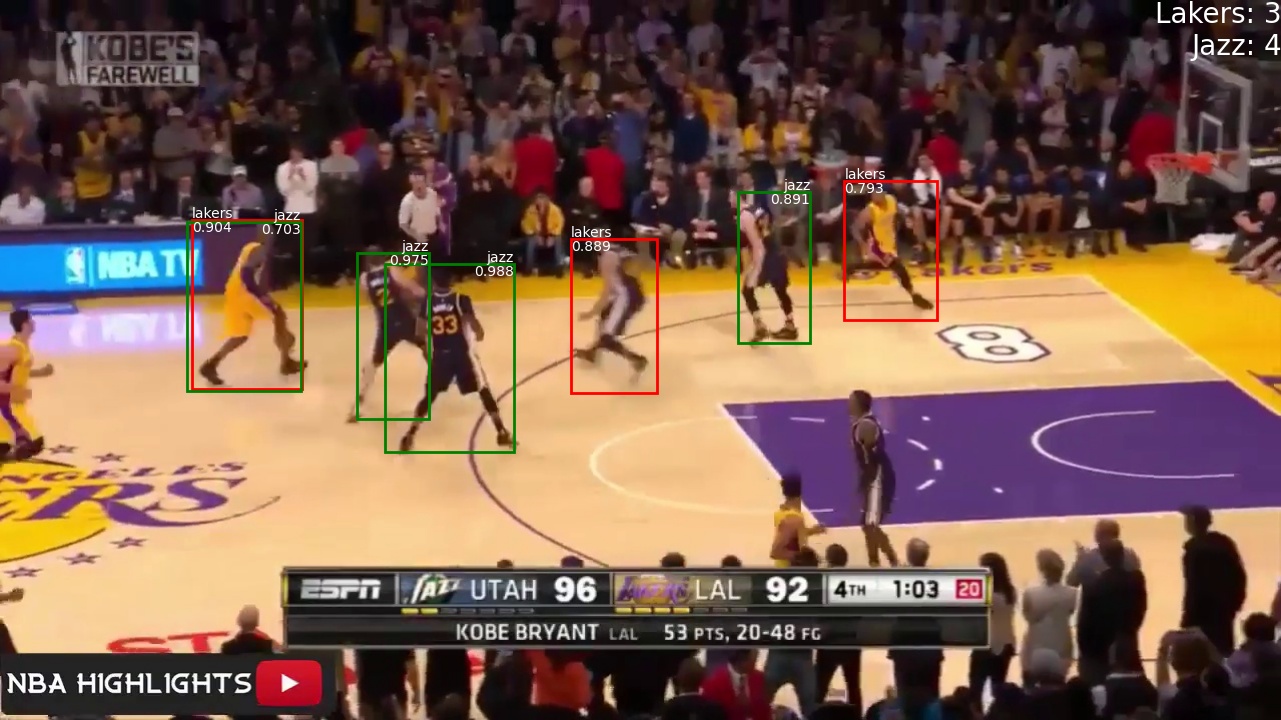 Lakers: 3
Jazz: 4
KOBE'S
FAREWELL
lakers
0.904
jazz
0.703
jazz
0.975
jazz
0.988
lakers
0.889
jazz
0.891
lakers
0.793
NBA TV
33
8
ESPN JAZZ UTAH 96 LAKERS LAL 92 4TH 1:03 20
KOBE BRYANT LAL 53 PTS, 20-48 FG
NBA HIGHLIGHTS